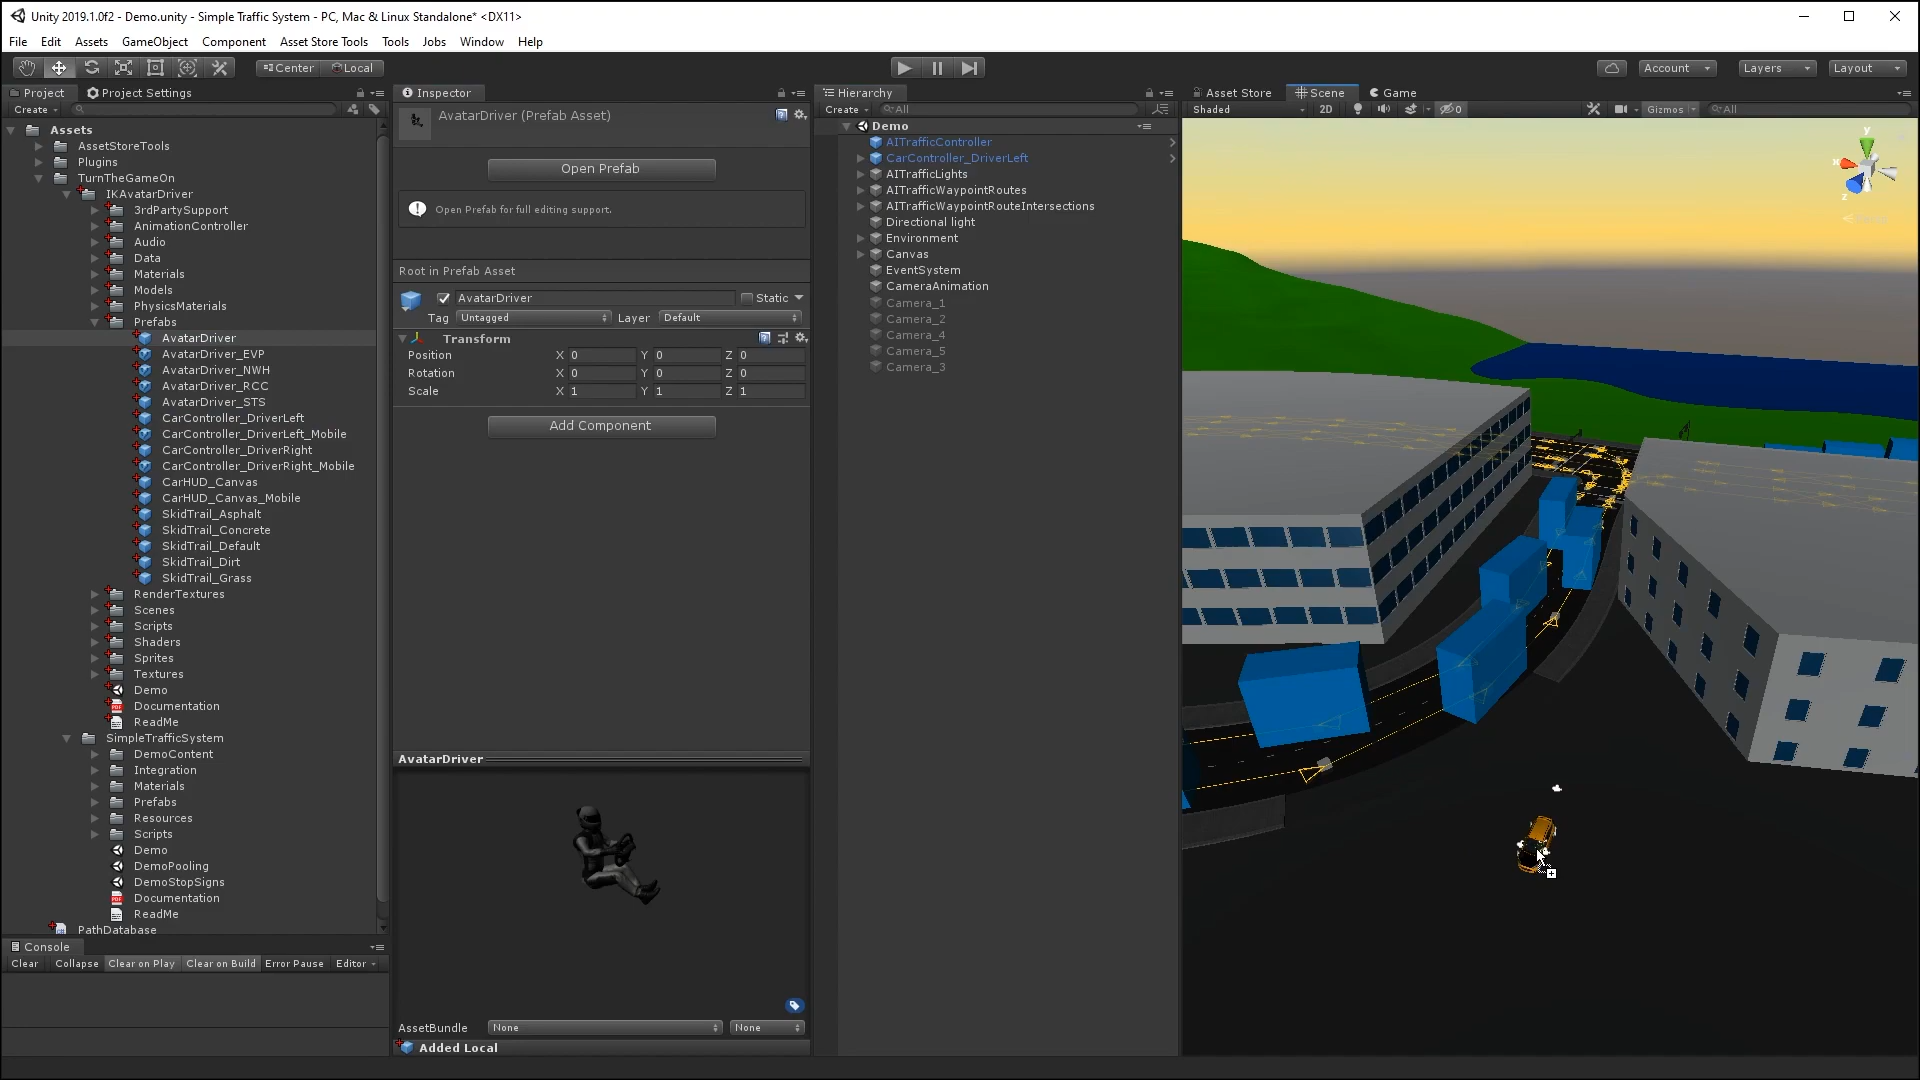 Unity 2019.1.0f2 - Demo.unity - Simple Traffic System - PC, Mac & Linux Standalone* <DX11>
File Edit Assets GameObject Component Asset Store Tools Tools Jobs Window Help
Center Local Account Layers Layout
Project Project Settings
Create
Assets
AssetStoreTools
Plugins
TurnTheGameOn
IKAvatarDriver
3rdPartySupport
AnimationController
Audio
Data
Materials
Models
PhysicsMaterials
Prefabs
AvatarDriver
AvatarDriver_EVP
AvatarDriver_NWH
AvatarDriver_RCC
AvatarDriver_STS
CarController_DriverLeft
CarController_DriverLeft_Mobile
CarController_DriverRight
CarController_DriverRight_Mobile
CarHUD_Canvas
CarHUD_Canvas_Mobile
SkidTrail_Asphalt
SkidTrail_Concrete
SkidTrail_Default
SkidTrail_Dirt
SkidTrail_Grass
RenderTextures
Scenes
Scripts
Shaders
Sprites
Textures
Demo
Documentation
ReadMe
SimpleTrafficSystem
DemoContent
Integration
Materials
Prefabs
Resources
Scripts
Demo
DemoPooling
DemoStopSigns
Documentation
ReadMe
PathDatabase
Console
Clear Collapse Clear on Play Clear on Build Error Pause Editor
Inspector
AvatarDriver (Prefab Asset)
Open Prefab
Open Prefab for full editing support.
Root in Prefab Asset
AvatarDriver Static
Tag Untagged Layer Default
Transform
Position X 0 Y 0 Z 0
Rotation X 0 Y 0 Z 0
Scale X 1 Y 1 Z 1
Add Component
AvatarDriver
AssetBundle None None
Added Local
Hierarchy
Create All
Demo
AITrafficController
CarController_DriverLeft
AITrafficLights
AITrafficWaypointRoutes
AITrafficWaypointRouteIntersections
Directional light
Environment
Canvas
EventSystem
CameraAnimation
Camera_1
Camera_2
Camera_4
Camera_5
Camera_3
Asset Store Scene Game
Shaded 2D 0 Gizmos All
y
x
z